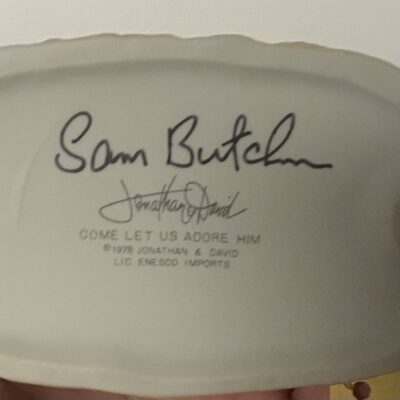 Sam Butcher
Jonathan & David
COME LET US ADORE HIM
©1978 JONATHAN & DAVID
LIC. ENESCO IMPORTS